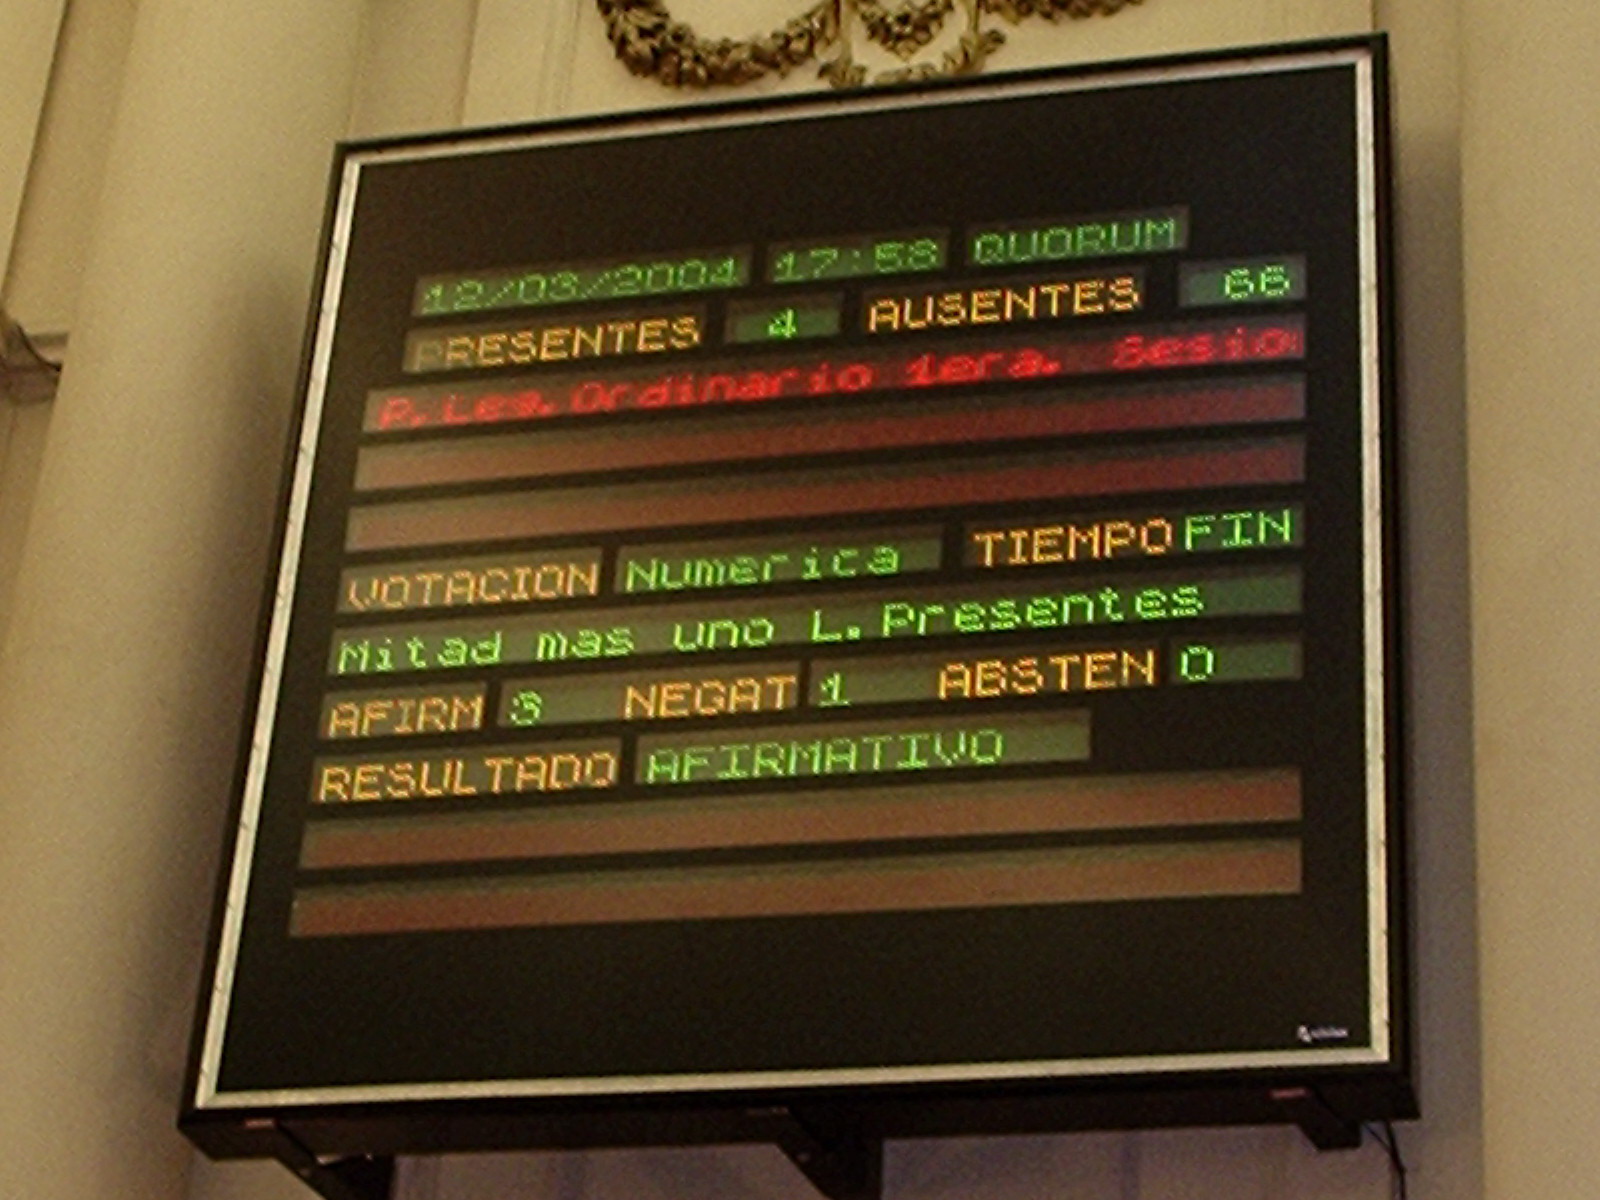 12/03/2004 17:58 QUORUM
PRESENTES 4 AUSENTES 66
P.Leg.Ordinario 1era. Sesio
VOTACION Numerica TIEMPO FIN
Mitad mas uno L.Presentes
AFIRM 3 NEGAT 1 ABSTEN 0
RESULTADO AFIRMATIVO